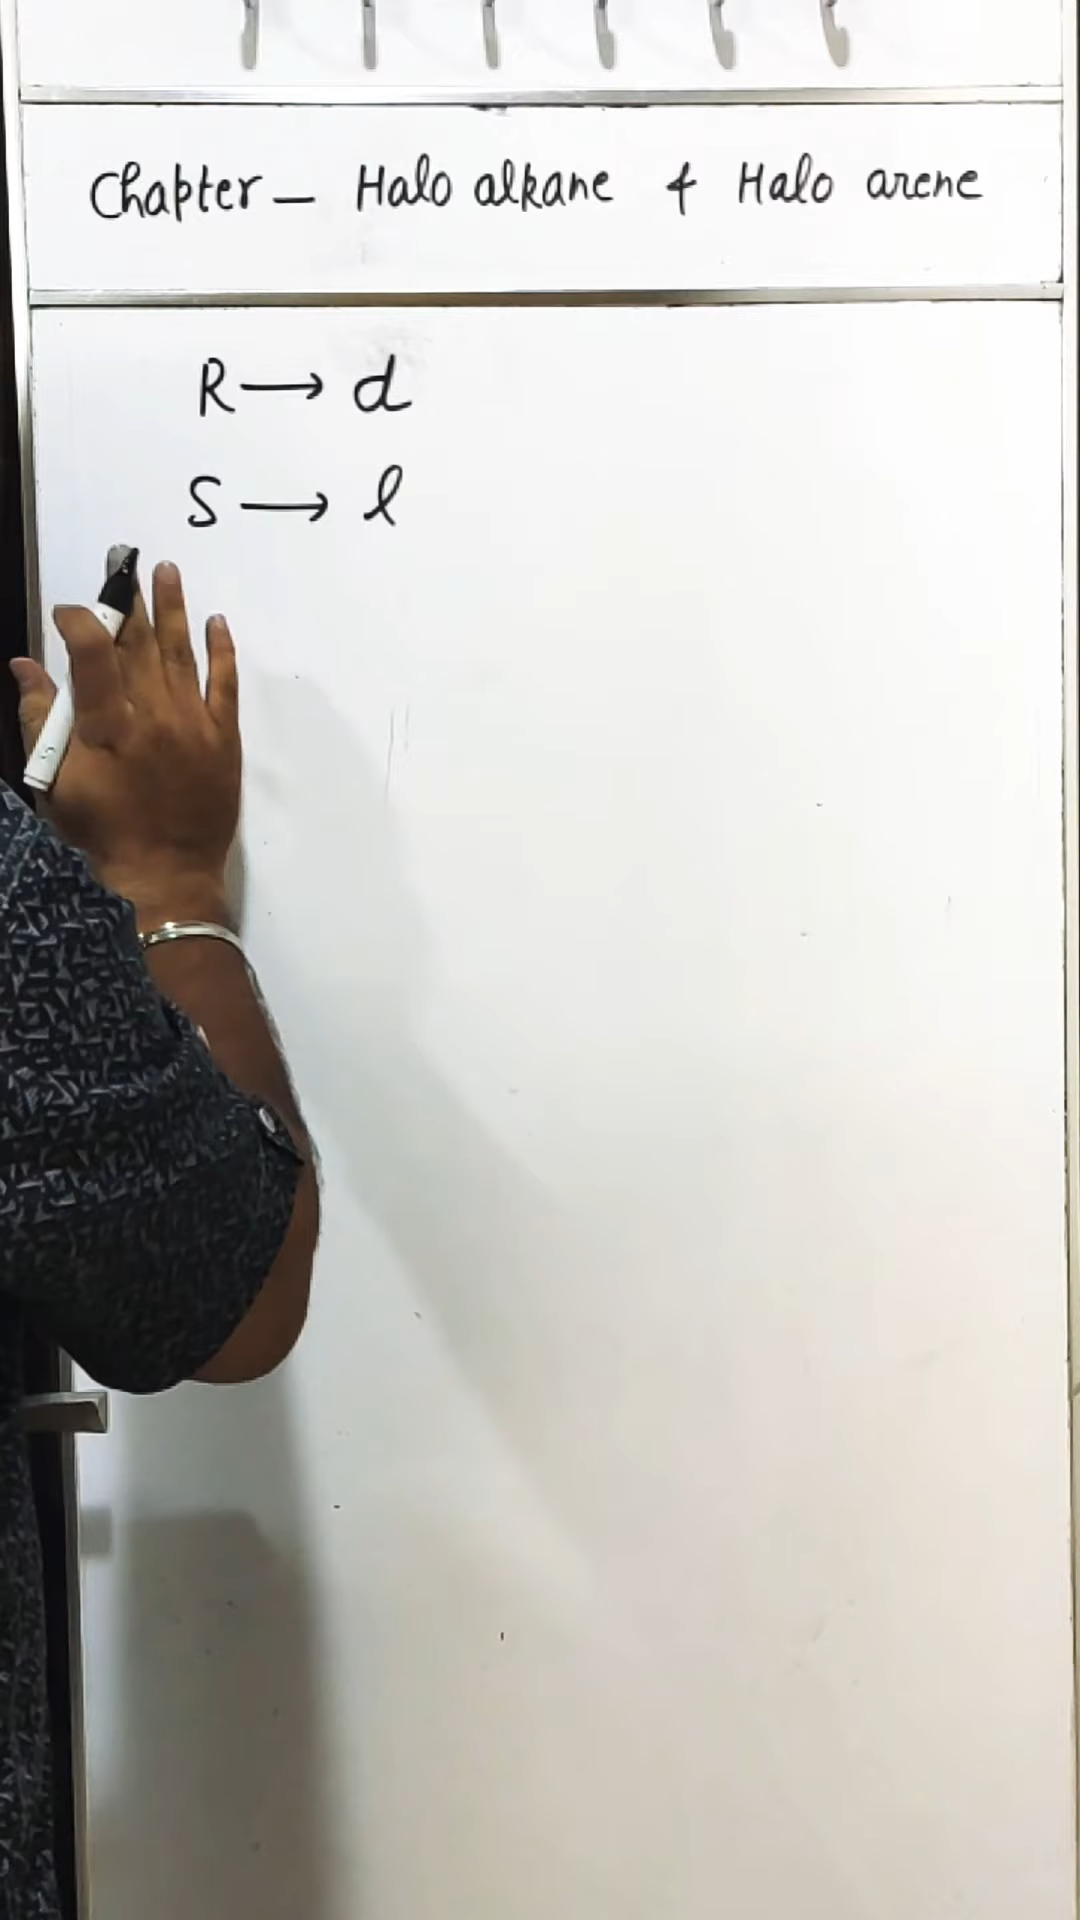 Chapter - Halo alkane & Halo arene
R → d
S → l